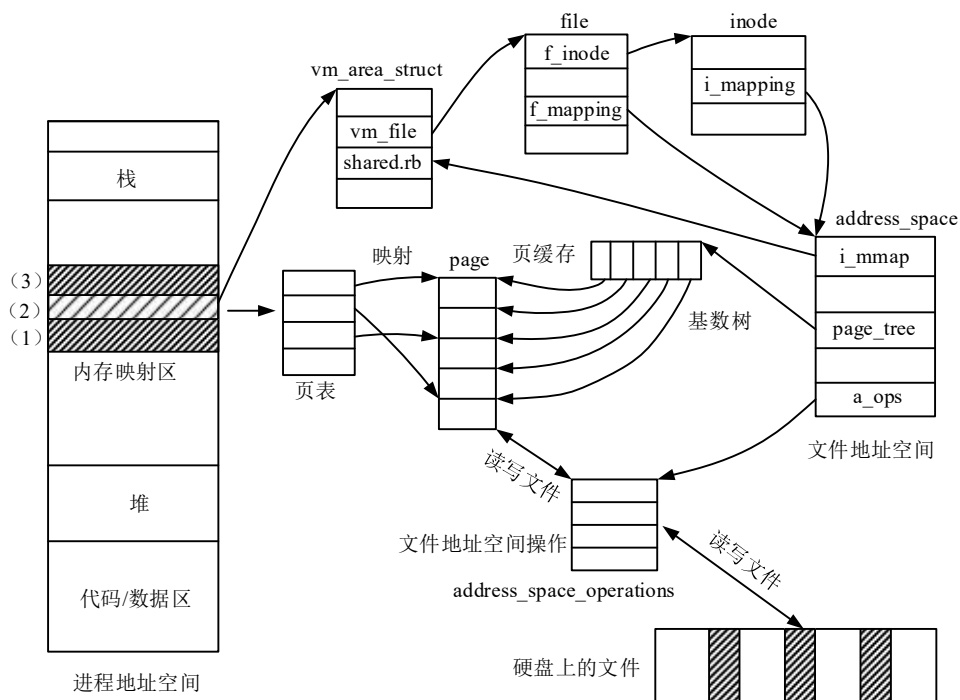 file
inode
f_inode
f_mapping
i_mapping
vm_area_struct
vm_file
shared.rb
栈
(3)
(2)
(1)
内存映射区
堆
代码/数据区
进程地址空间
映射
page
页缓存
基数树
页表
address_space
i_mmap
page_tree
a_ops
文件地址空间
读写文件
文件地址空间操作
address_space_operations
读写文件
硬盘上的文件